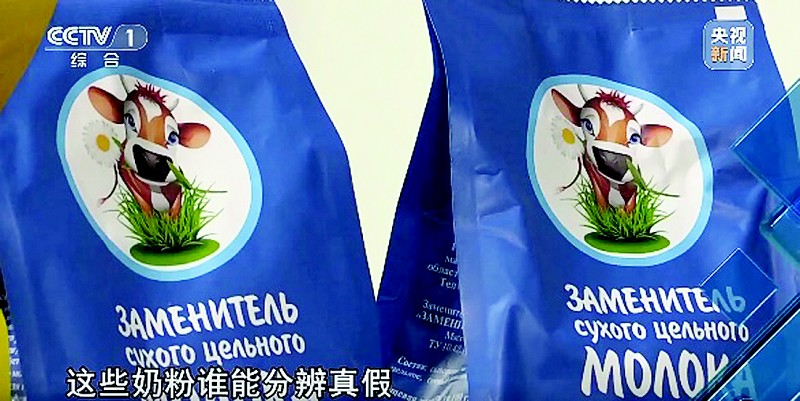 CCTV 1
综合
央视
新闻
ЗАМЕНИТЕЛЬ
СУХОГО ЦЕЛЬНОГО
ЗАМЕНИТЕЛЬ
СУХОГО ЦЕЛЬНОГО
МОЛОКА
这些奶粉谁能分辨真假